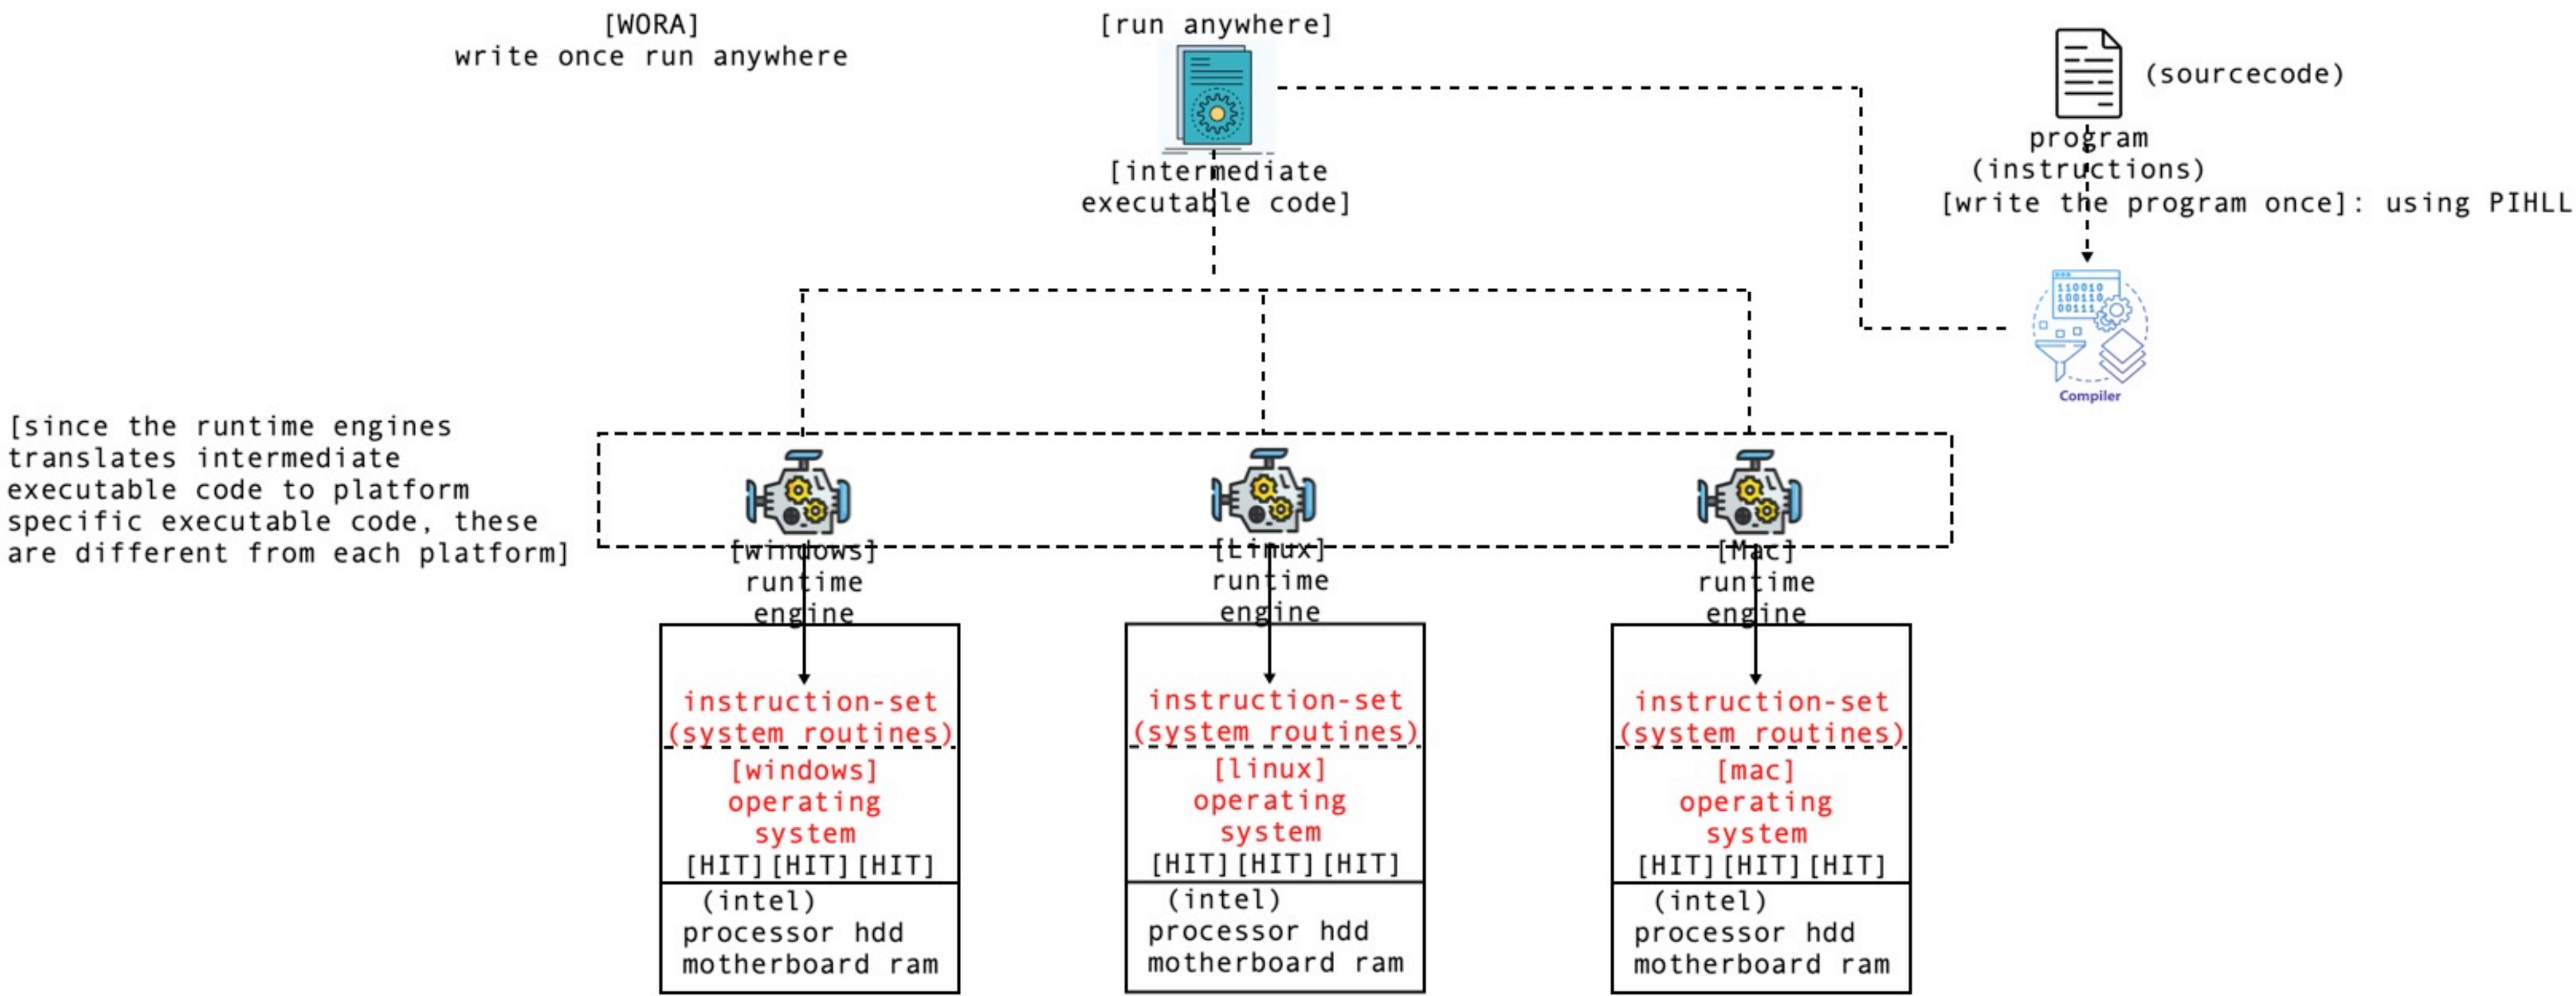 [WORA]
write once run anywhere
[run anywhere]
[intermediate
executable code]
(sourcecode)
program
(instructions)
[write the program once]: using PIHLL
110010
100110
00111
Compiler
[since the runtime engines
translates intermediate
executable code to platform
specific executable code, these
are different from each platform]
[windows]
runtime
engine
[Linux]
runtime
engine
[Mac]
runtime
engine
instruction-set
(system routines)
[windows]
operating
system
[HIT][HIT][HIT]
(intel)
processor hdd
motherboard ram
instruction-set
(system routines)
[linux]
operating
system
[HIT][HIT][HIT]
(intel)
processor hdd
motherboard ram
instruction-set
(system routines)
[mac]
operating
system
[HIT][HIT][HIT]
(intel)
processor hdd
motherboard ram